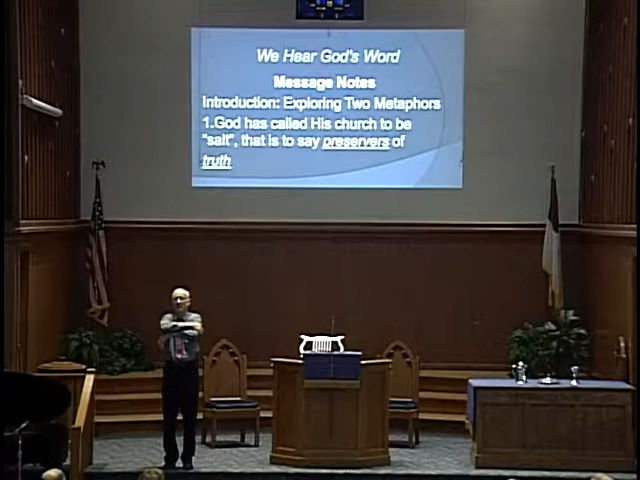 We Hear God's Word
Message Notes
Introduction: Exploring Two Metaphors
1.God has called His church to be
"salt", that is to say preservers of
truth